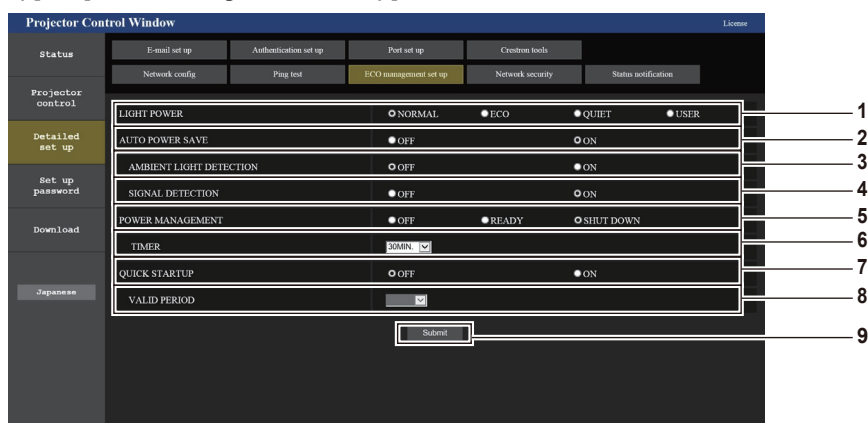 Projector Control Window
License
Status
Projector
control
Detailed
set up
Set up
password
Download
Japanese
E-mail set up Authentication set up Port set up Crestron tools
Network config Ping test ECO management set up Network security Status notification
LIGHT POWER NORMAL ECO QUIET USER 1
AUTO POWER SAVE OFF ON 2
AMBIENT LIGHT DETECTION OFF ON 3
SIGNAL DETECTION OFF ON 4
POWER MANAGEMENT OFF READY SHUT DOWN 5
TIMER 30MIN. 6
QUICK STARTUP OFF ON 7
VALID PERIOD 8
Submit 9